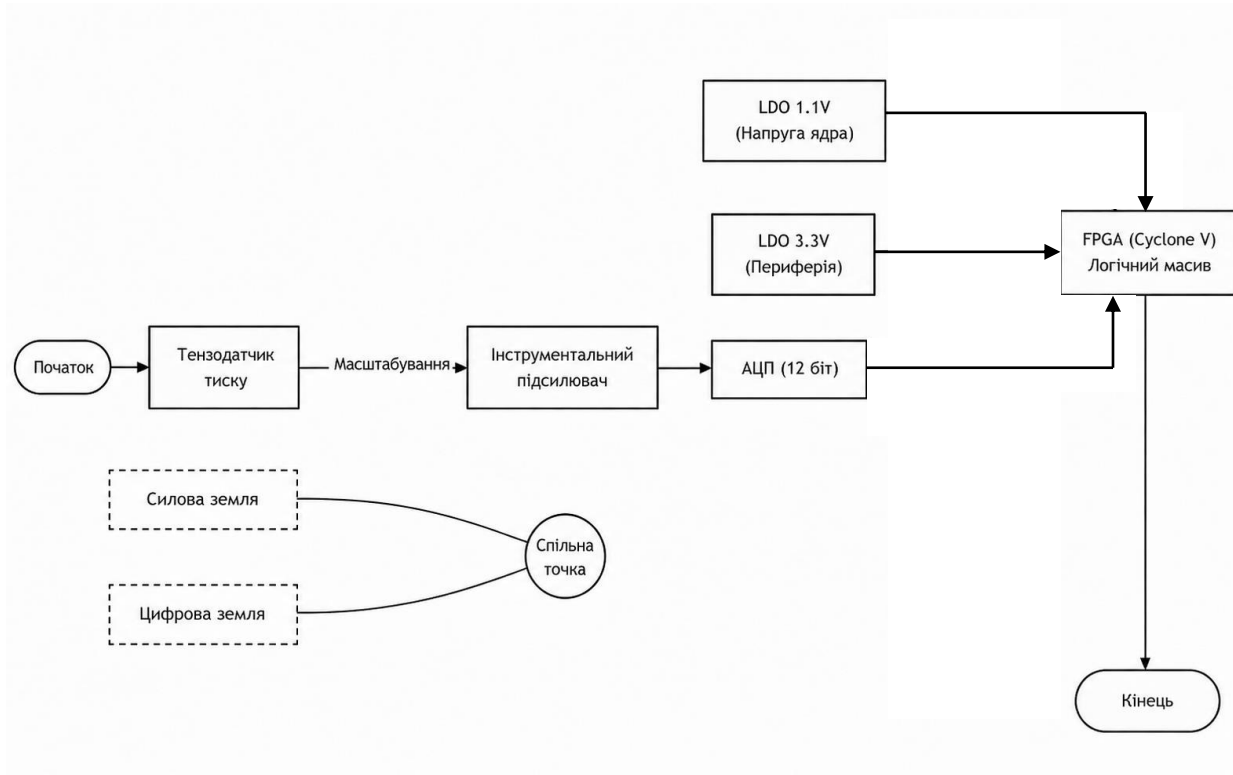 LDO 1.1V
(Напруга ядра)
LDO 3.3V
(Периферія)
FPGA (Cyclone V)
Логічний масив
Початок
Тензодатчик
тиску
Масштабування
Інструментальний
підсилювач
АЦП (12 біт)
Силова земля
Цифрова земля
Спільна
точка
Кінець